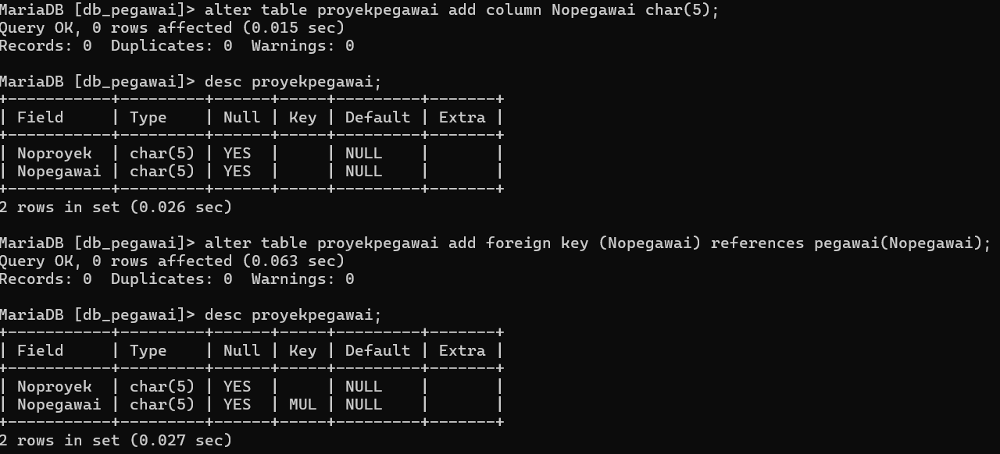 MariaDB [db_pegawai]> alter table proyekpegawai add column Nopegawai char(5);
Query OK, 0 rows affected (0.015 sec)
Records: 0  Duplicates: 0  Warnings: 0

MariaDB [db_pegawai]> desc proyekpegawai;
+-----------+---------+------+-----+---------+-------+
| Field     | Type    | Null | Key | Default | Extra |
+-----------+---------+------+-----+---------+-------+
| Noproyek  | char(5) | YES  |     | NULL    |       |
| Nopegawai | char(5) | YES  |     | NULL    |       |
+-----------+---------+------+-----+---------+-------+
2 rows in set (0.026 sec)

MariaDB [db_pegawai]> alter table proyekpegawai add foreign key (Nopegawai) references pegawai(Nopegawai);
Query OK, 0 rows affected (0.063 sec)
Records: 0  Duplicates: 0  Warnings: 0

MariaDB [db_pegawai]> desc proyekpegawai;
+-----------+---------+------+-----+---------+-------+
| Field     | Type    | Null | Key | Default | Extra |
+-----------+---------+------+-----+---------+-------+
| Noproyek  | char(5) | YES  |     | NULL    |       |
| Nopegawai | char(5) | YES  | MUL | NULL    |       |
+-----------+---------+------+-----+---------+-------+
2 rows in set (0.027 sec)